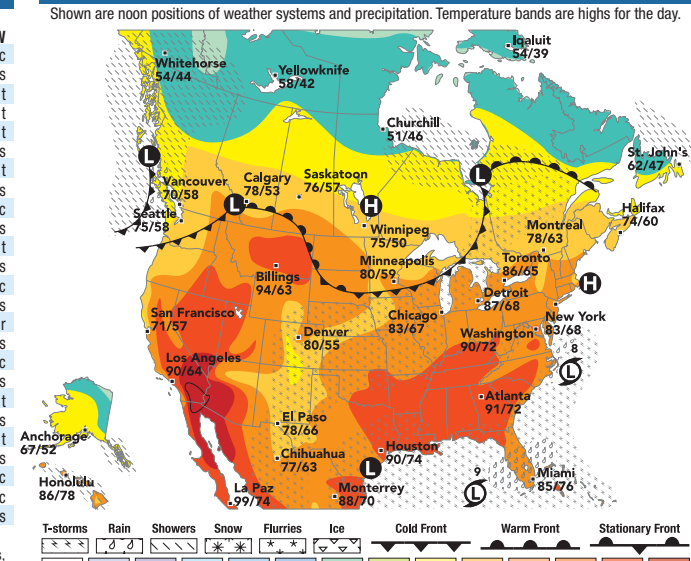 Shown are noon positions of weather systems and precipitation. Temperature bands are highs for the day.
Iqaluit
54/39
Whitehorse
54/44
Yellowknife
58/42
Churchill
51/46
St. John's
62/47
L
Vancouver
70/58
Calgary
78/53
Saskatoon
76/57
L
L
H
Halifax
74/60
Seattle
75/58
Winnipeg
75/50
Montreal
78/63
Minneapolis
80/59
Toronto
86/65
Billings
94/63
H
Detroit
87/68
San Francisco
71/57
Chicago
83/67
New York
83/68
Denver
80/55
Washington
90/72
8
Los Angeles
90/64
L
Atlanta
91/72
El Paso
78/66
Anchorage
67/52
Chihuahua
77/63
Houston
90/74
L
9
L
Miami
85/76
Honolulu
86/78
La Paz
99/74
Monterrey
88/70
T-storms Rain Showers Snow Flurries Ice Cold Front Warm Front Stationary Front